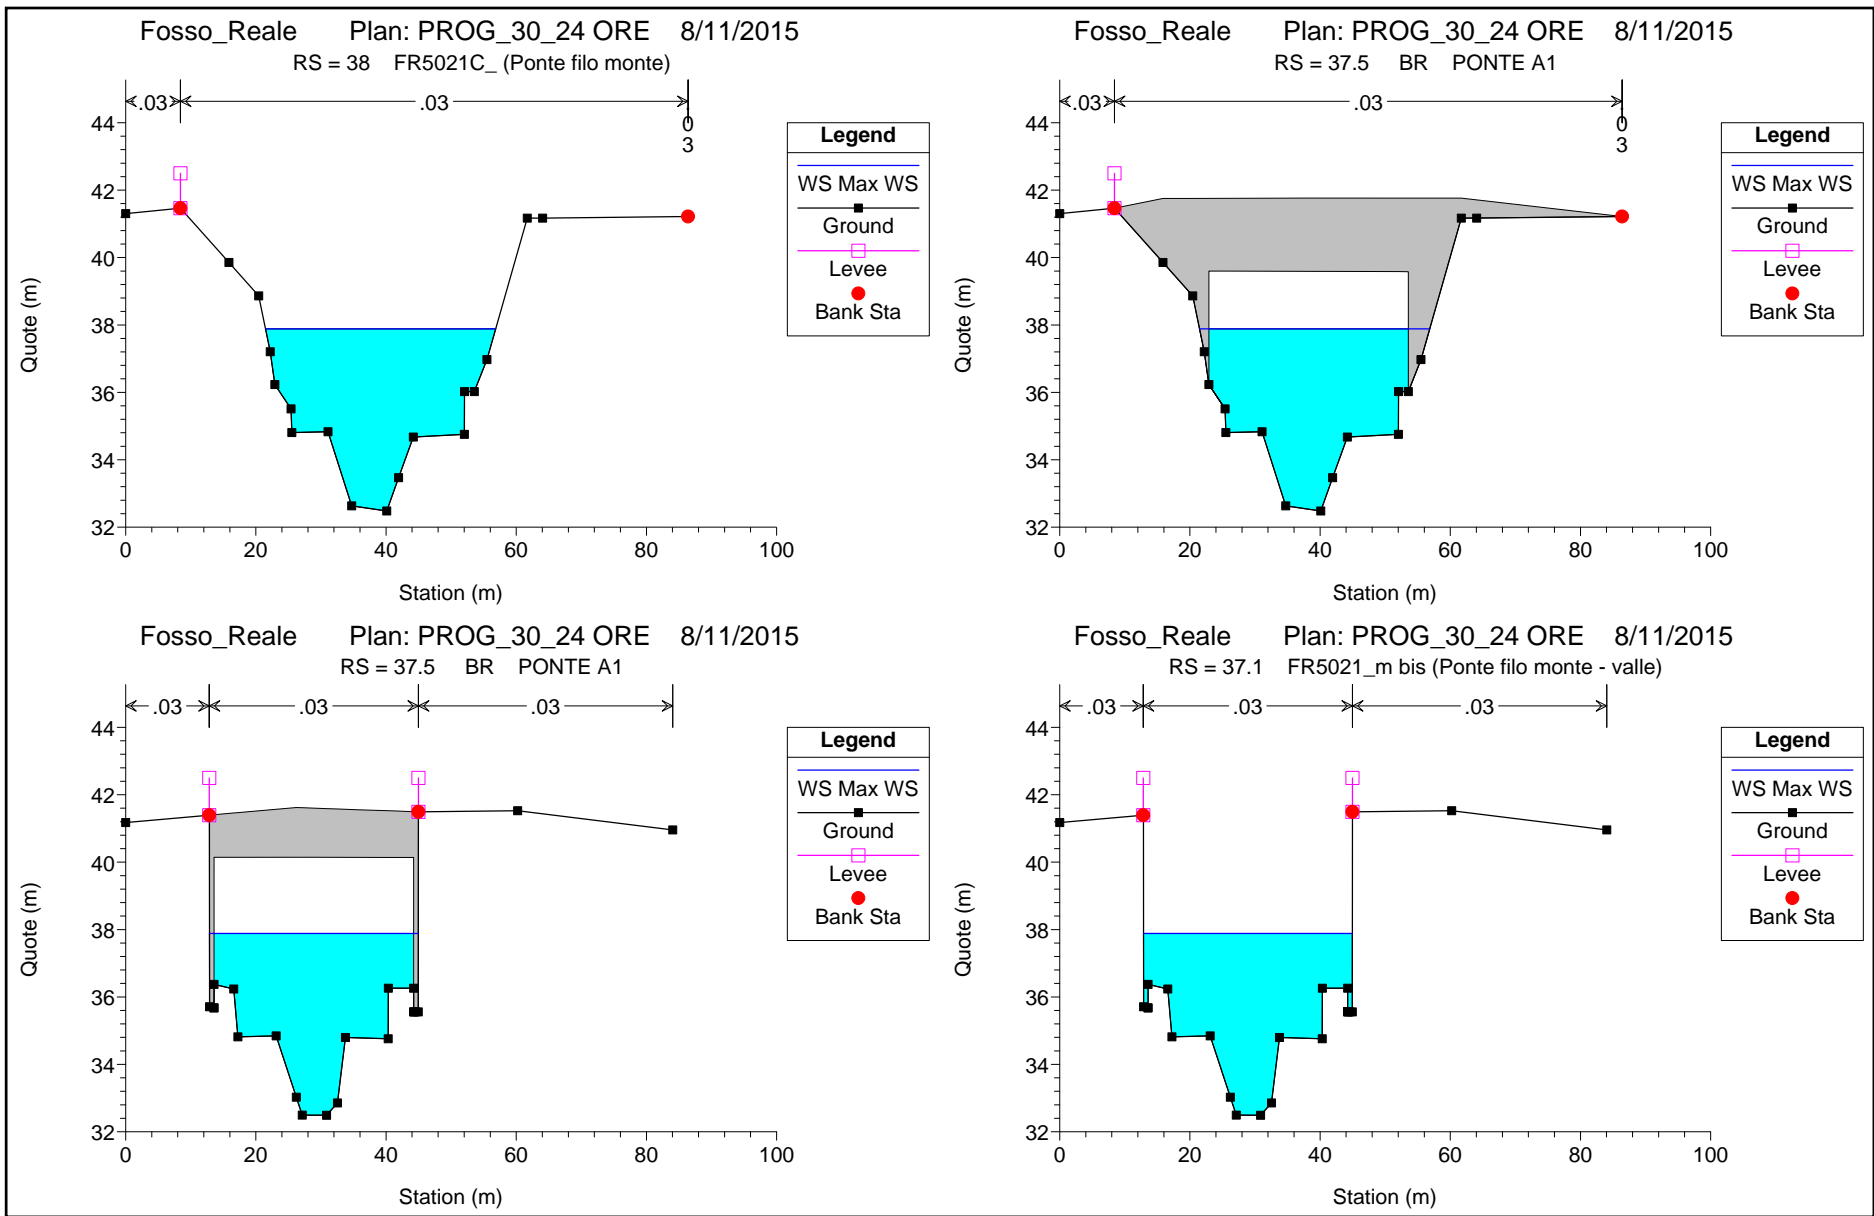 Fosso_Reale Plan: PROG_30_24 ORE 8/11/2015
RS = 38 FR5021C_ (Ponte filo monte)
.03 .03 .03
44
42
40
38
36
34
32
0 20 40 60 80 100
Quote (m)
Station (m)
Legend
WS Max WS
Ground
Levee
Bank Sta
Fosso_Reale Plan: PROG_30_24 ORE 8/11/2015
RS = 37.5 BR PONTE A1
.03 .03 .03
44
42
40
38
36
34
32
0 20 40 60 80 100
Quote (m)
Station (m)
Legend
WS Max WS
Ground
Levee
Bank Sta
Fosso_Reale Plan: PROG_30_24 ORE 8/11/2015
RS = 37.5 BR PONTE A1
.03 .03 .03
44
42
40
38
36
34
32
0 20 40 60 80 100
Quote (m)
Station (m)
Legend
WS Max WS
Ground
Levee
Bank Sta
Fosso_Reale Plan: PROG_30_24 ORE 8/11/2015
RS = 37.1 FR5021_m bis (Ponte filo monte - valle)
.03 .03 .03
44
42
40
38
36
34
32
0 20 40 60 80 100
Quote (m)
Station (m)
Legend
WS Max WS
Ground
Levee
Bank Sta